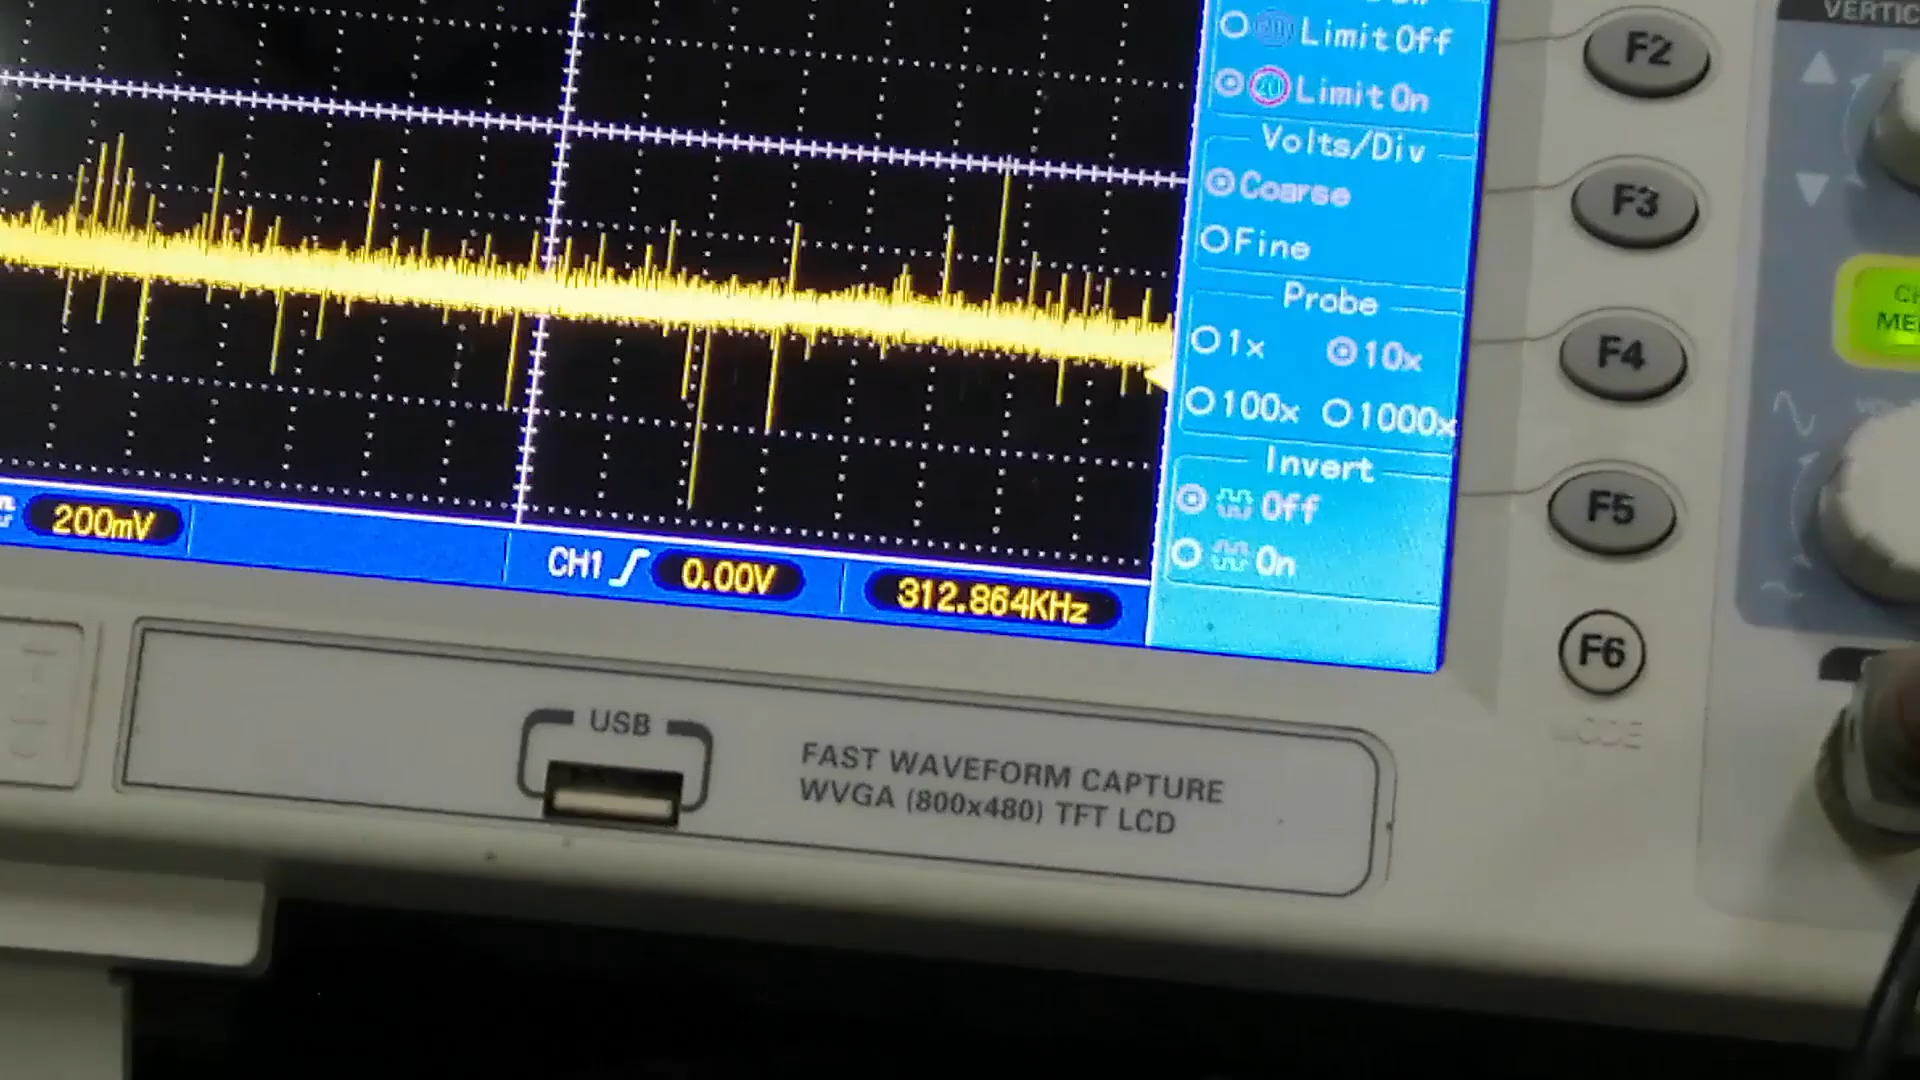 Limit Off
Limit On
Volts/Div
Coarse
Fine
Probe
1x 10x
100x 1000x
Invert
Off
On
200mV
CH1 0.00V 312.864KHz
F2
F3
F4
F5
F6
USB
FAST WAVEFORM CAPTURE
WVGA (800x480) TFT LCD